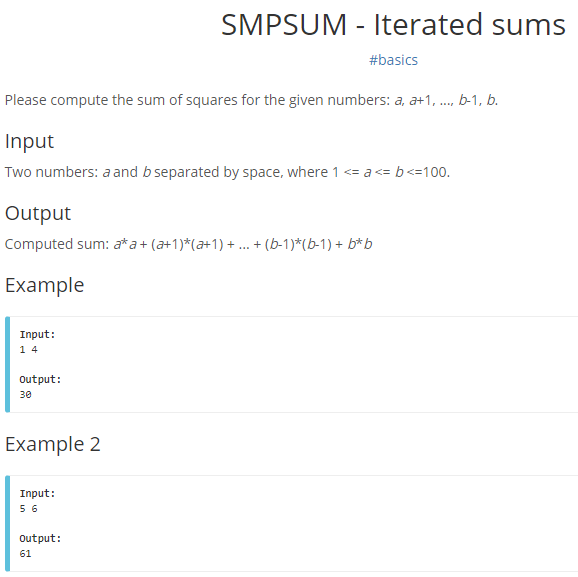 SMPSUM - Iterated sums
#basics
Please compute the sum of squares for the given numbers: a, a+1, ..., b-1, b.
Input
Two numbers: a and b separated by space, where 1 <= a <= b <=100.
Output
Computed sum: a*a + (a+1)*(a+1) + ... + (b-1)*(b-1) + b*b
Example
Input:
1 4
Output:
30
Example 2
Input:
5 6
Output:
61